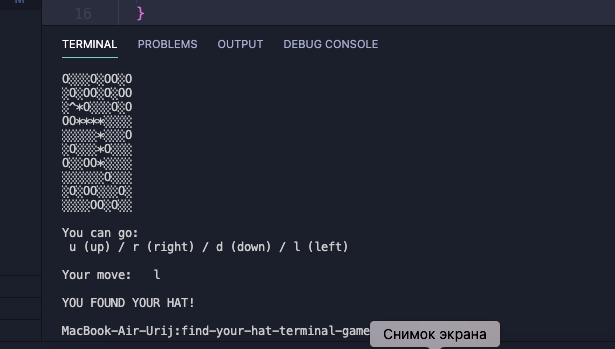 16 }
TERMINAL PROBLEMS OUTPUT DEBUG CONSOLE
O░░░O░OO░O
░O░OO░O░OO
░^*O░░░O░O
OO****░░░░
░░░░░*░░░O
░O░░░*O░░░
O░░OO*░░░░
░░░░░░O░░░
░O░OO░░░O░
░░░░OO░O░░
You can go:
u (up) / r (right) / d (down) / l (left)
Your move: l
YOU FOUND YOUR HAT!
MacBook-Air-Urij:find-your-hat-terminal-game
Снимок экрана